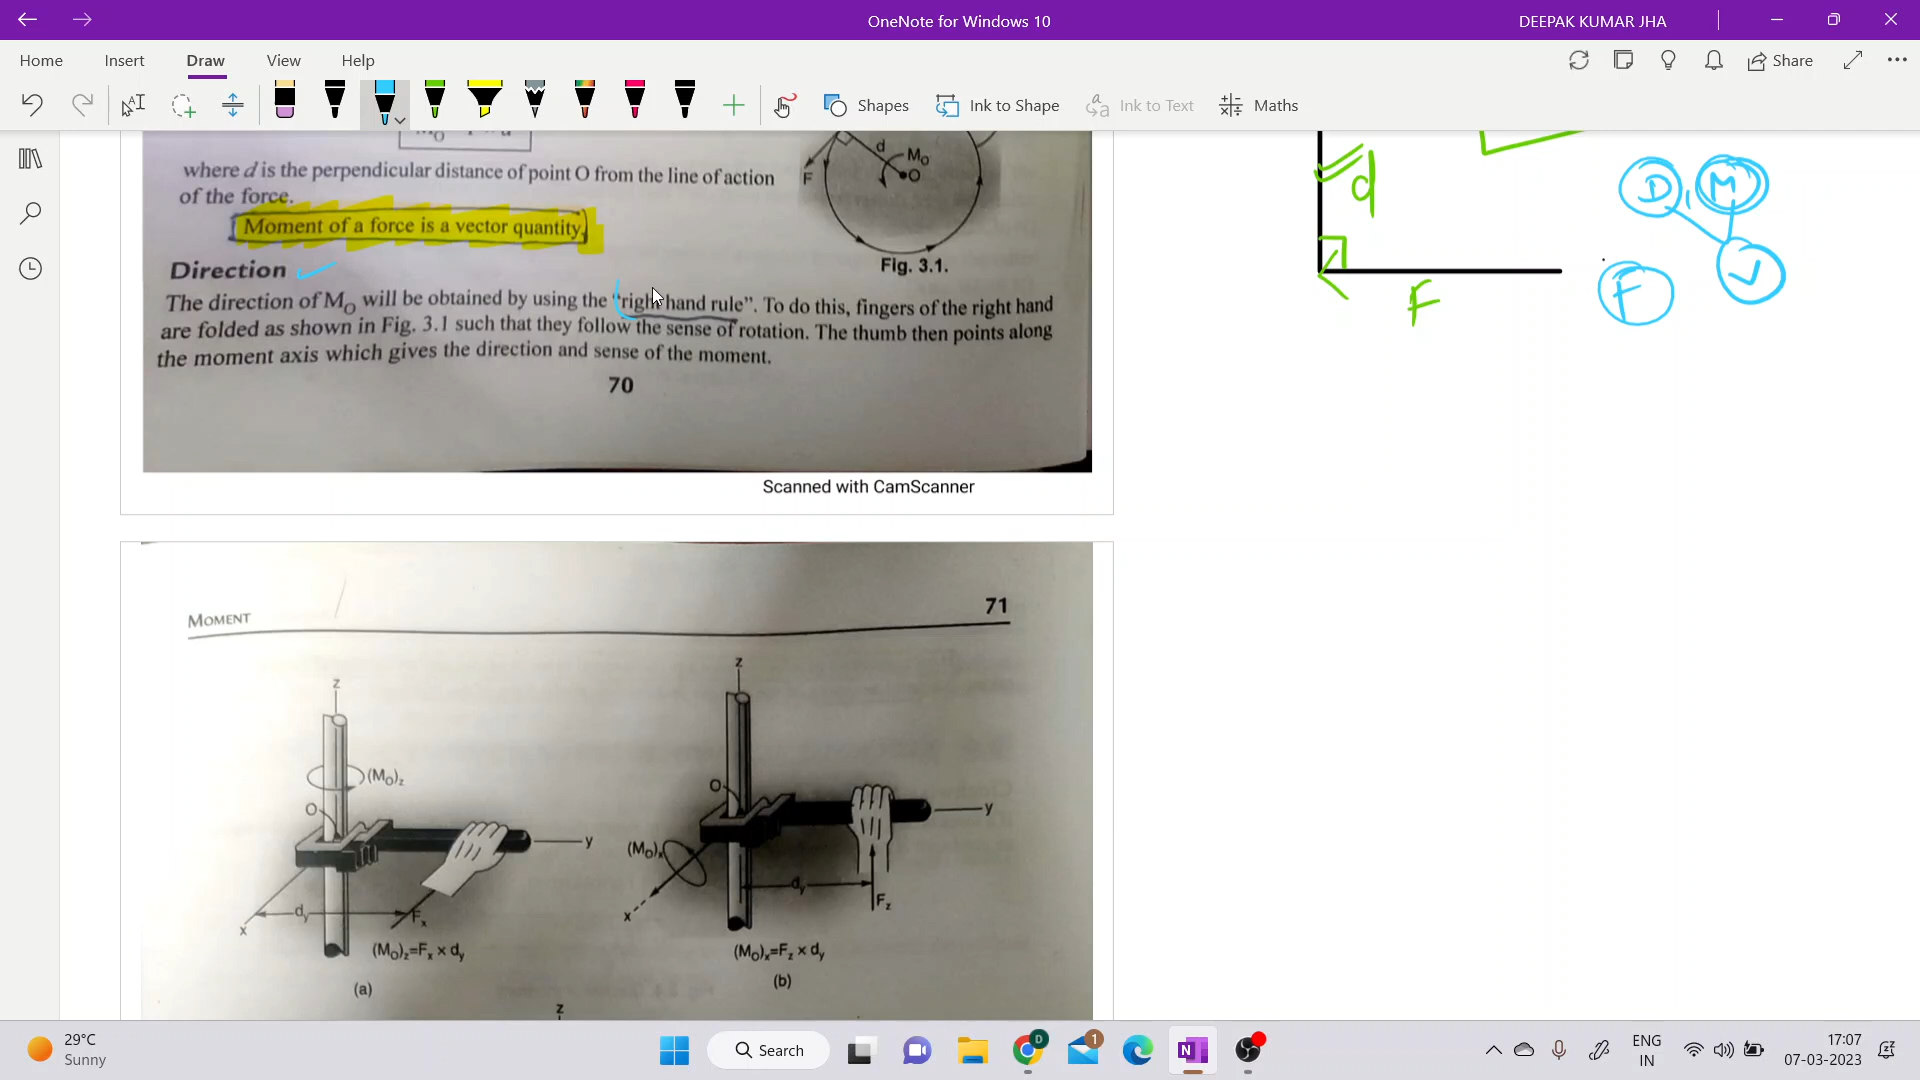 OneNote for Windows 10
DEEPAK KUMAR JHA
Home
Insert
Draw
View
Help
Share
Shapes
Ink to Shape
Ink to Text
Maths
where d is the perpendicular distance of point O from the line of action
of the force.
Moment of a force is a vector quantity.
F
d
MO
O
Fig. 3.1.
Direction
The direction of MO will be obtained by using the "right hand rule". To do this, fingers of the right hand
are folded as shown in Fig. 3.1 such that they follow the sense of rotation. The thumb then points along
the moment axis which gives the direction and sense of the moment.
70
Scanned with CamScanner
d
F
D, M
F
MOMENT
71
z
(MO)z
O
y
dy
Fx
x
(MO)z=Fx × dy
(a)
z
O
y
(MO)x
dy
Fz
x
(MO)x=Fz × dy
(b)
z
29°C
Sunny
Search
D
1
N
ENG
IN
17:07
07-03-2023